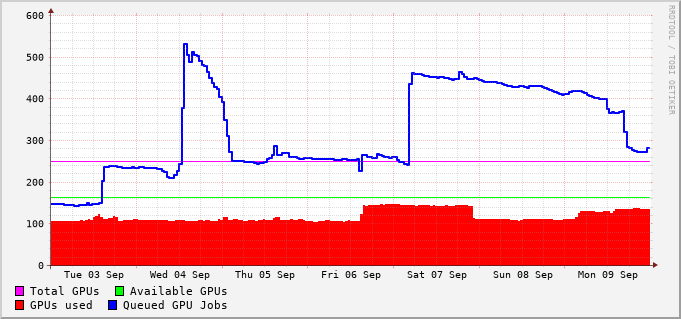 600
500
400
300
200
100
0
Tue 03 Sep Wed 04 Sep Thu 05 Sep Fri 06 Sep Sat 07 Sep Sun 08 Sep Mon 09 Sep
Total GPUs Available GPUs
GPUs used Queued GPU Jobs
RRDTOOL / TOBI OETIKER